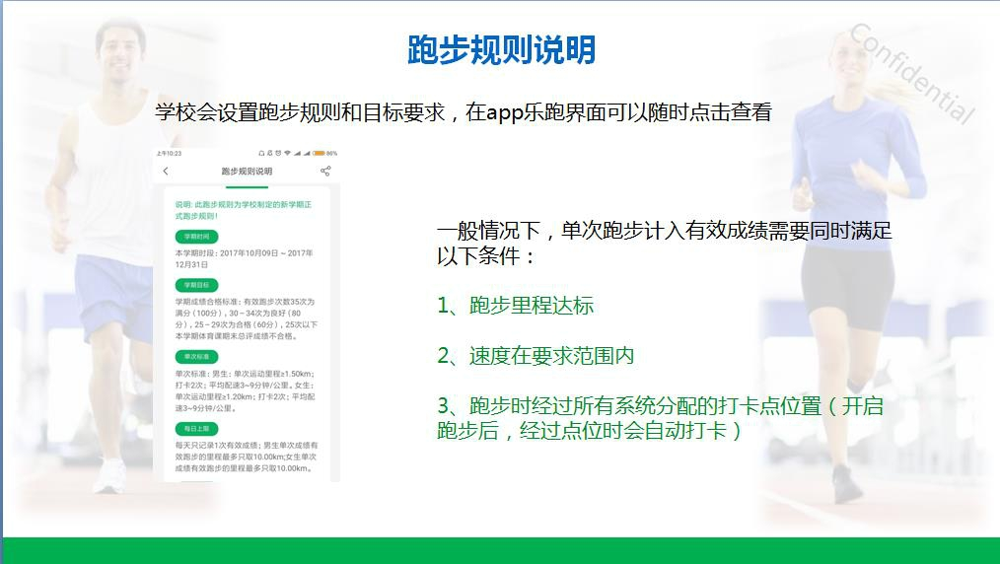 跑步规则说明
Confidential
学校会设置跑步规则和目标要求，在app乐跑界面可以随时点击查看
上午10:23
86%
跑步规则说明
说明: 此跑步规则为学校制定的新学期正
式跑步规则！
学期时间
本学期时段: 2017年10月09日 ~ 2017年
12月31日
学期目标
学期成绩合格标准: 有效跑步次数35次为
满分 (100分) , 30~34次为良好 (80
分) , 25~29次为合格 (60分) , 25次以下
本学期体育课期末总评成绩不合格。
单次标准
单次标准: 男生: 单次运动里程≥1.50km;
打卡2次; 平均配速3~9分钟/公里。女生:
单次运动里程≥1.20km; 打卡2次; 平均配
速3~9分钟/公里。
每日上限
每天只记录1次有效成绩; 男生单次成绩有
效跑步的里程最多只取10.00km;女生单次
成绩有效跑步的里程最多只取10.00km。
一般情况下，单次跑步计入有效成绩需要同时满足
以下条件：
1、跑步里程达标
2、速度在要求范围内
3、跑步时经过所有系统分配的打卡点位置（开启
跑步后，经过点位时会自动打卡）